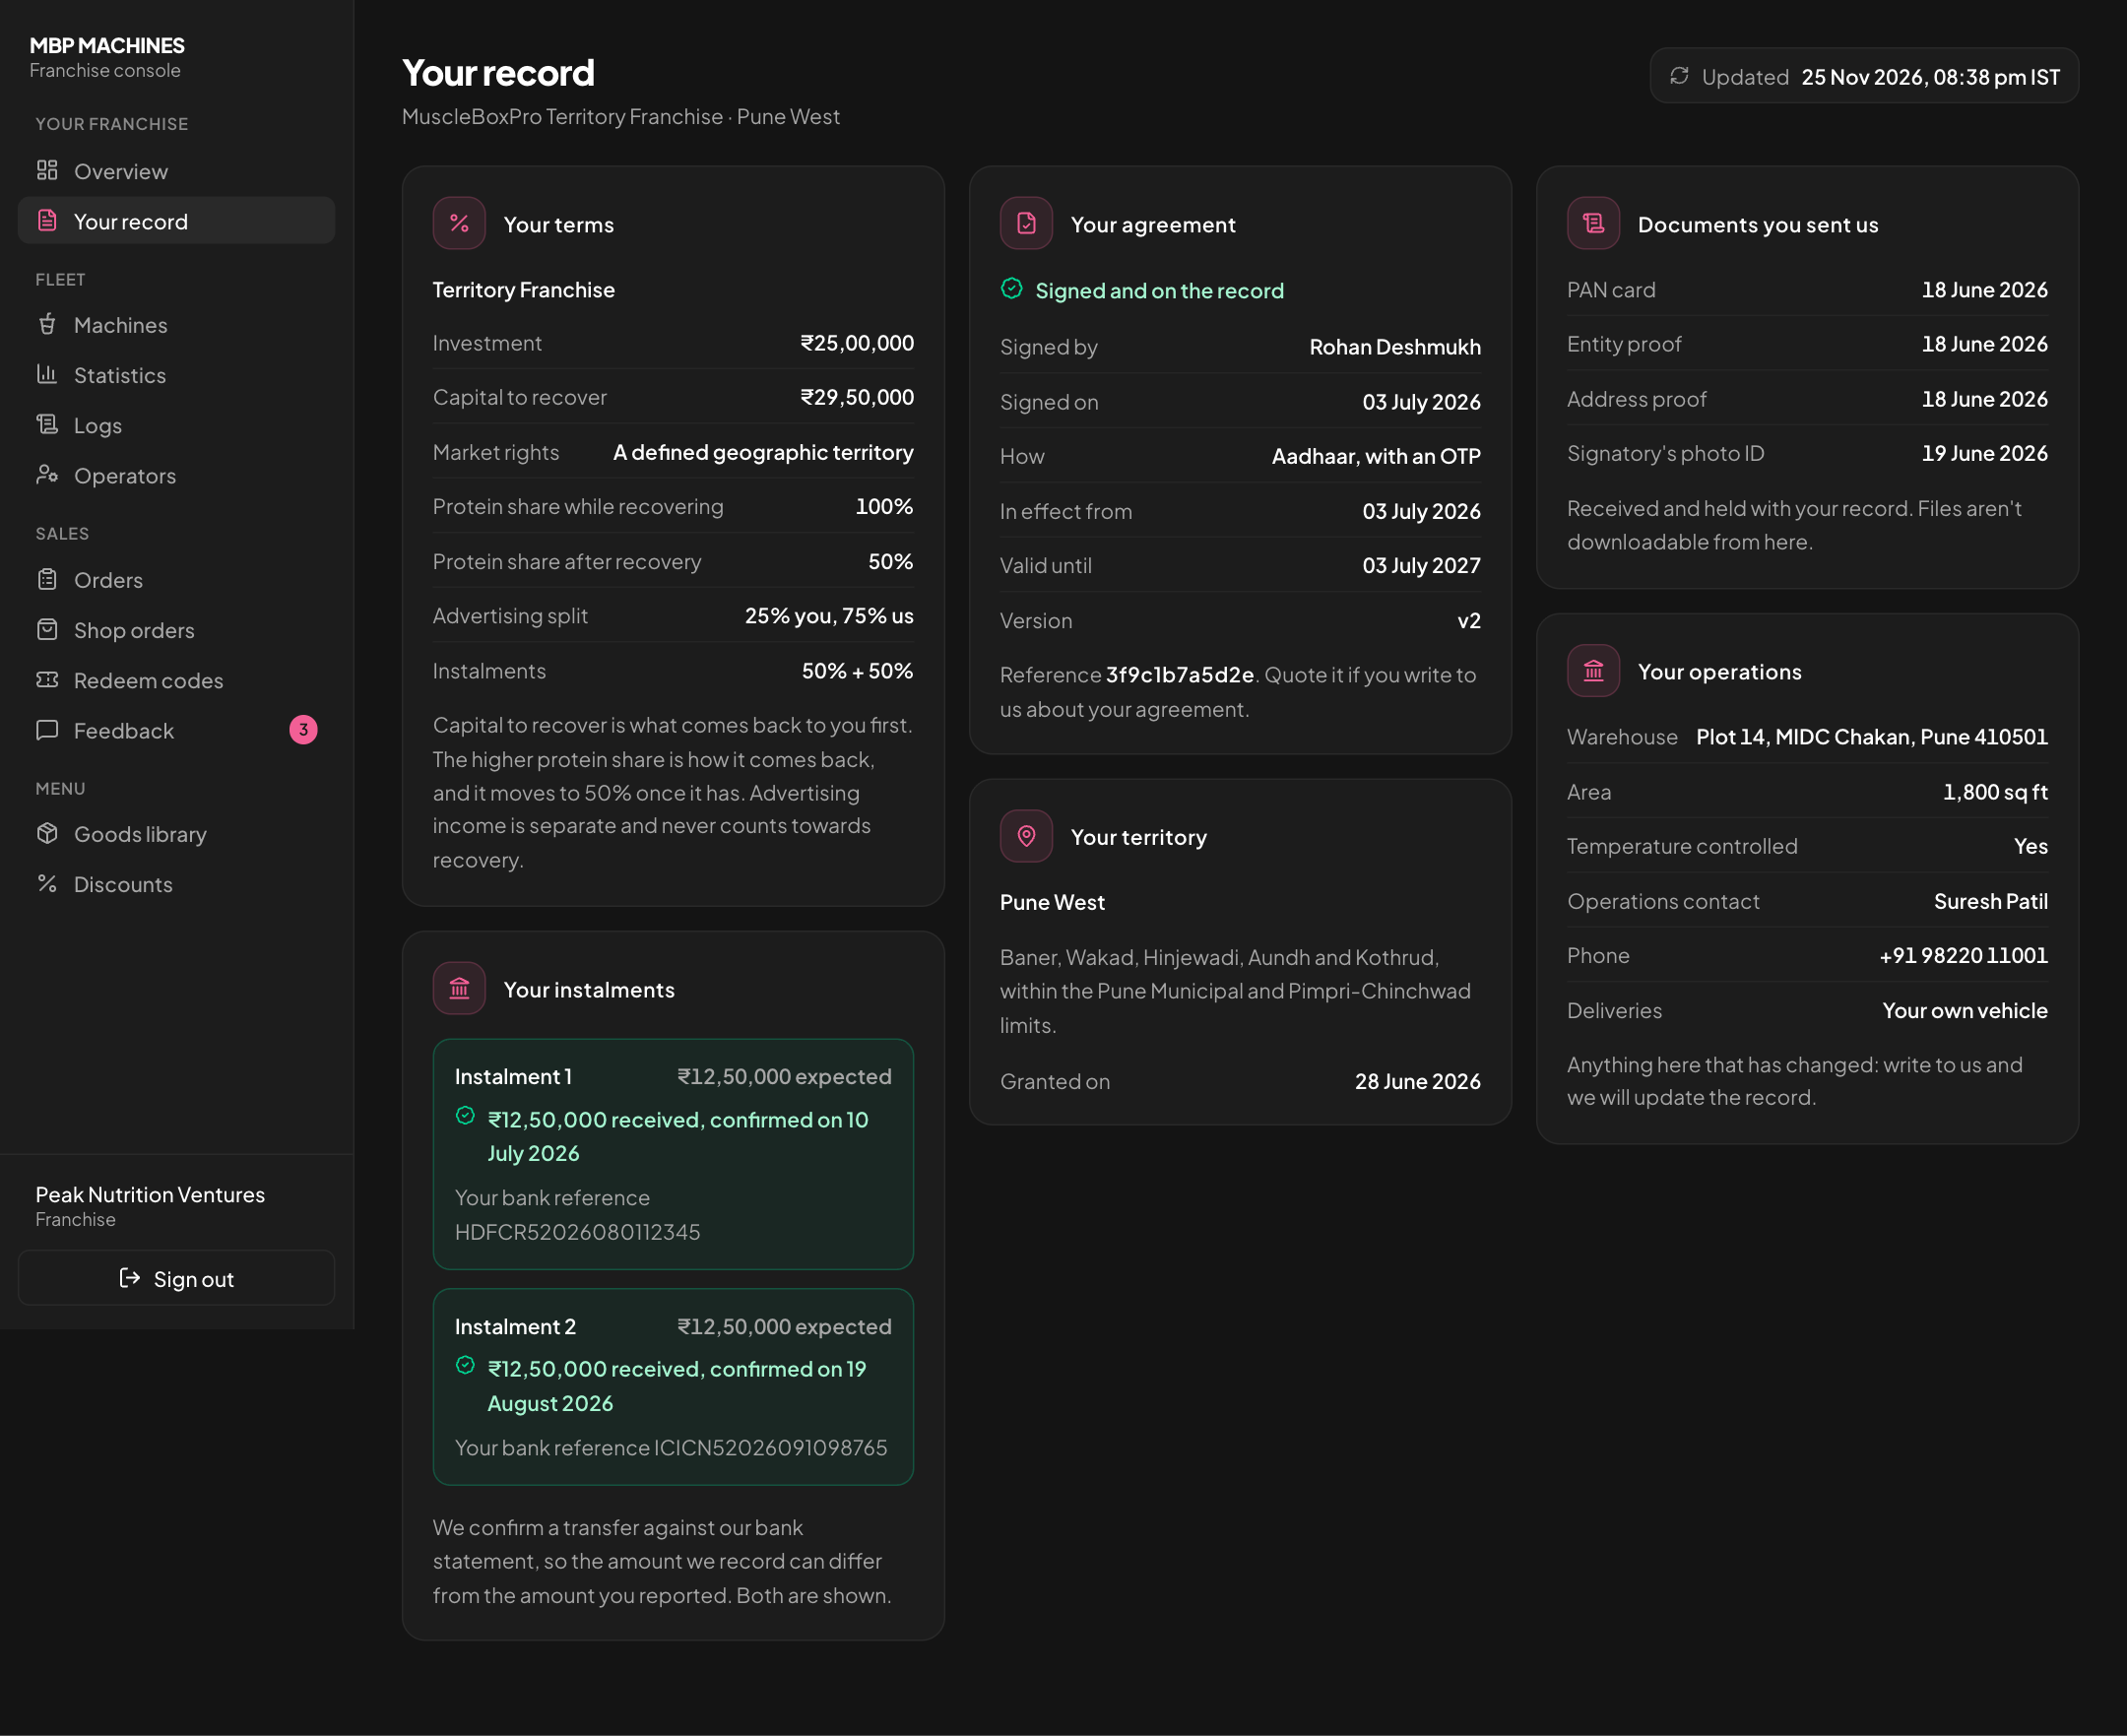 MBP MACHINES
Franchise console
YOUR FRANCHISE
Overview
Your record
FLEET
Machines
Statistics
Logs
Operators
SALES
Orders
Shop orders
Redeem codes
Feedback 3
MENU
Goods library
Discounts
Peak Nutrition Ventures
Franchise
Sign out
Your record
MuscleBoxPro Territory Franchise · Pune West
Updated 25 Nov 2026, 08:38 pm IST
Your terms
Territory Franchise
Investment ₹25,00,000
Capital to recover ₹29,50,000
Market rights A defined geographic territory
Protein share while recovering 100%
Protein share after recovery 50%
Advertising split 25% you, 75% us
Instalments 50% + 50%
Capital to recover is what comes back to you first.
The higher protein share is how it comes back,
and it moves to 50% once it has. Advertising
income is separate and never counts towards
recovery.
Your instalments
Instalment 1 ₹12,50,000 expected
₹12,50,000 received, confirmed on 10
July 2026
Your bank reference
HDFCR52026080112345
Instalment 2 ₹12,50,000 expected
₹12,50,000 received, confirmed on 19
August 2026
Your bank reference ICICN52026091098765
We confirm a transfer against our bank
statement, so the amount we record can differ
from the amount you reported. Both are shown.
Your agreement
Signed and on the record
Signed by Rohan Deshmukh
Signed on 03 July 2026
How Aadhaar, with an OTP
In effect from 03 July 2026
Valid until 03 July 2027
Version v2
Reference 3f9c1b7a5d2e. Quote it if you write to
us about your agreement.
Your territory
Pune West
Baner, Wakad, Hinjewadi, Aundh and Kothrud,
within the Pune Municipal and Pimpri-Chinchwad
limits.
Granted on 28 June 2026
Documents you sent us
PAN card 18 June 2026
Entity proof 18 June 2026
Address proof 18 June 2026
Signatory's photo ID 19 June 2026
Received and held with your record. Files aren't
downloadable from here.
Your operations
Warehouse Plot 14, MIDC Chakan, Pune 410501
Area 1,800 sq ft
Temperature controlled Yes
Operations contact Suresh Patil
Phone +91 98220 11001
Deliveries Your own vehicle
Anything here that has changed: write to us and
we will update the record.